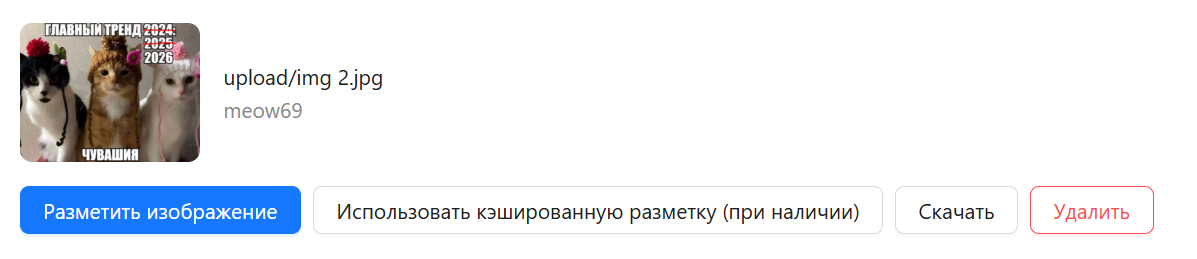 ГЛАВНЫЙ ТРЕНД 2024:
2025
2026
ЧУВАШИЯ
upload/img 2.jpg
meow69
Разметить изображение
Использовать кэшированную разметку (при наличии)
Скачать
Удалить